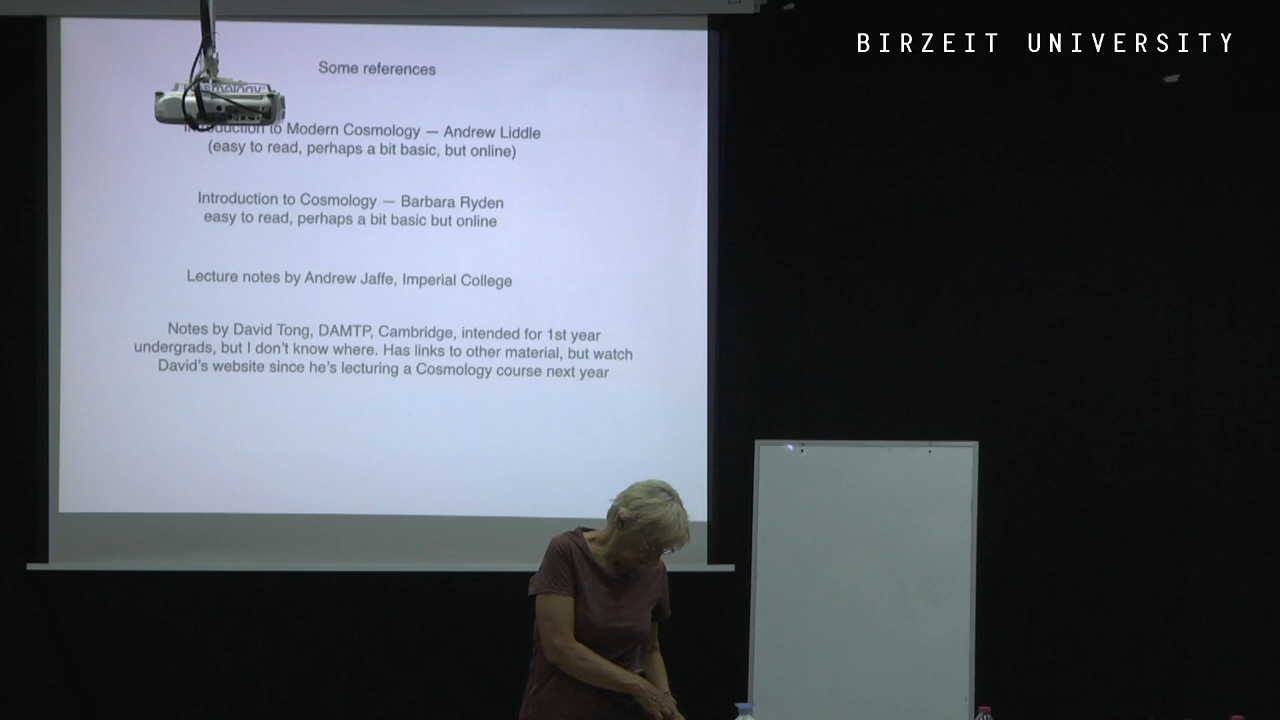 BIRZEIT UNIVERSITY
Some references
Cosmology:
Introduction to Modern Cosmology — Andrew Liddle
(easy to read, perhaps a bit basic, but online)
Introduction to Cosmology — Barbara Ryden
easy to read, perhaps a bit basic but online
Lecture notes by Andrew Jaffe, Imperial College
Notes by David Tong, DAMTP, Cambridge, intended for 1st year
undergrads, but I don't know where. Has links to other material, but watch
David's website since he's lecturing a Cosmology course next year